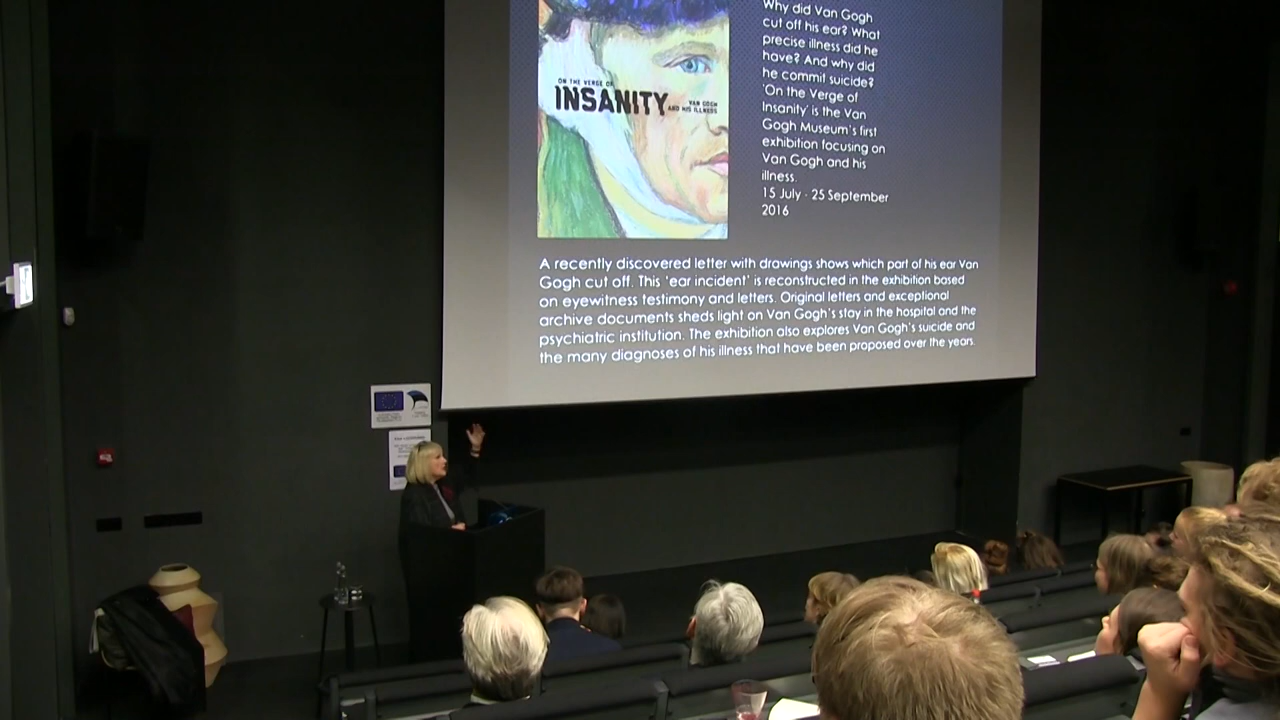 ON THE VERGE OF
INSANITY
VAN GOGH
AND HIS ILLNESS
Why did Van Gogh
cut off his ear? What
precise illness did he
have? And why did
he commit suicide?
'On the Verge of
Insanity' is the Van
Gogh Museum's first
exhibition focusing on
Van Gogh and his
illness.
15 July - 25 September
2016
A recently discovered letter with drawings shows which part of his ear Van
Gogh cut off. This 'ear incident' is reconstructed in the exhibition based
on eyewitness testimony and letters. Original letters and exceptional
archive documents sheds light on Van Gogh's stay in the hospital and the
psychiatric institution. The exhibition also explores Van Gogh's suicide and
the many diagnoses of his illness that have been proposed over the years.